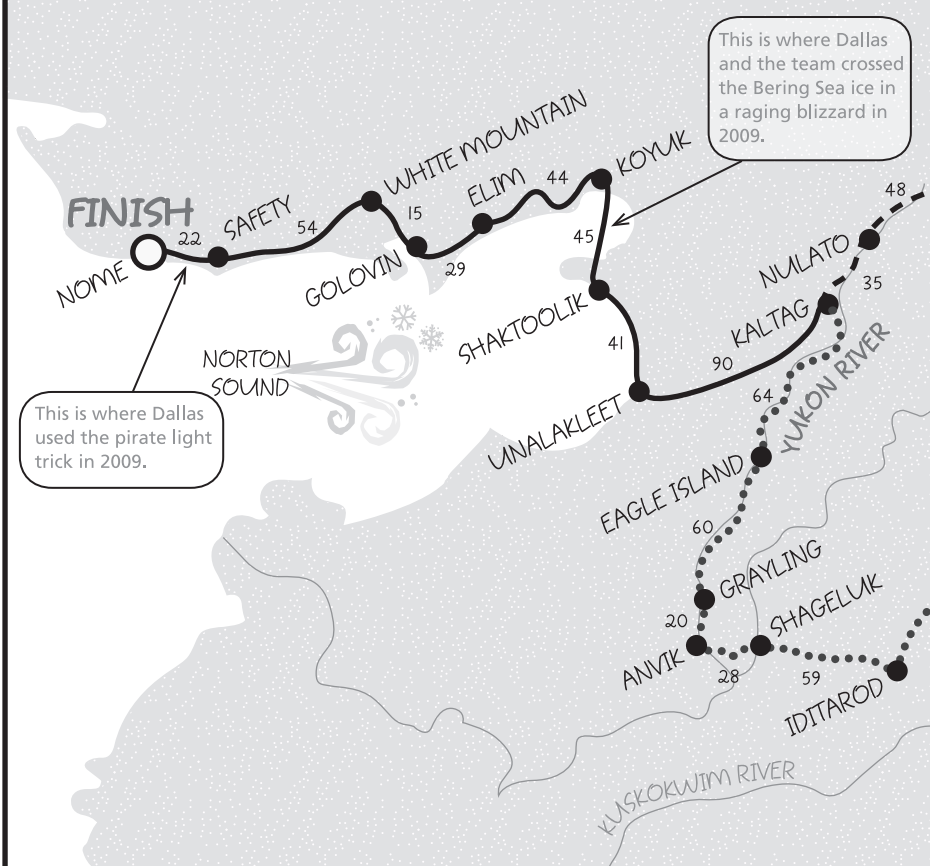 This is where Dallas
and the team crossed
the Bering Sea ice in
a raging blizzard in
2009.
WHITE MOUNTAIN
KOYUK
ELIM
44
48
FINISH
SAFETY
54
15
22
45
NULATO
NOME
GOLOVIN
29
35
SHAKTOOLIK
KALTAG
NORTON
SOUND
41
90
YUKON RIVER
64
This is where Dallas
used the pirate light
trick in 2009.
UNALAKLEET
EAGLE ISLAND
60
GRAYLING
SHAGELUK
20
ANVIK
28
59
IDITAROD
KUSKOKWIM RIVER